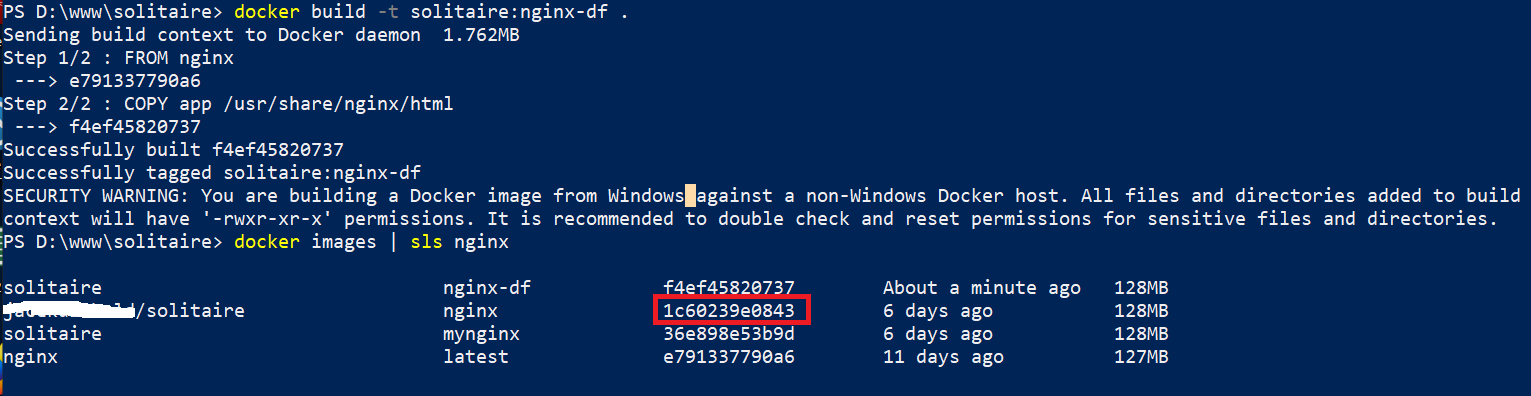 PS D:\www\solitaire> docker build -t solitaire:nginx-df .
Sending build context to Docker daemon  1.762MB
Step 1/2 : FROM nginx
 ---> e791337790a6
Step 2/2 : COPY app /usr/share/nginx/html
 ---> f4ef45820737
Successfully built f4ef45820737
Successfully tagged solitaire:nginx-df
SECURITY WARNING: You are building a Docker image from Windows against a non-Windows Docker host. All files and directories added to build
context will have '-rwxr-xr-x' permissions. It is recommended to double check and reset permissions for sensitive files and directories.
PS D:\www\solitaire> docker images | sls nginx
solitaire nginx-df f4ef45820737 About a minute ago 128MB
/solitaire nginx 1c60239e0843 6 days ago 128MB
solitaire mynginx 36e898e53b9d 6 days ago 128MB
nginx latest e791337790a6 11 days ago 127MB